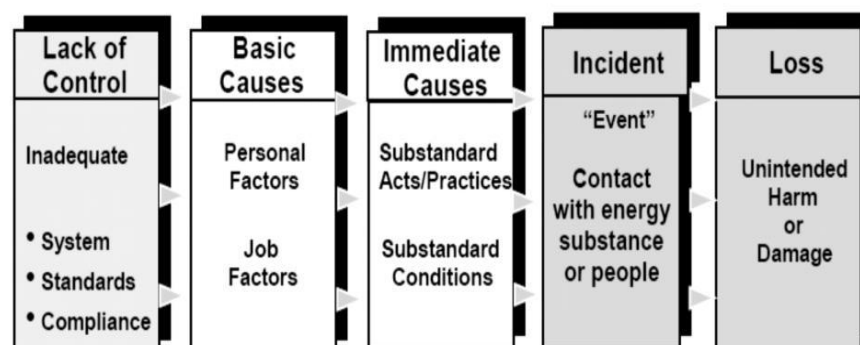 Lack of
Control
Inadequate
• System
• Standards
• Compliance
Basic
Causes
Personal
Factors
Job
Factors
Immediate
Causes
Substandard
Acts/Practices
Substandard
Conditions
Incident
“Event”
Contact
with energy
substance
or people
Loss
Unintended
Harm
or
Damage